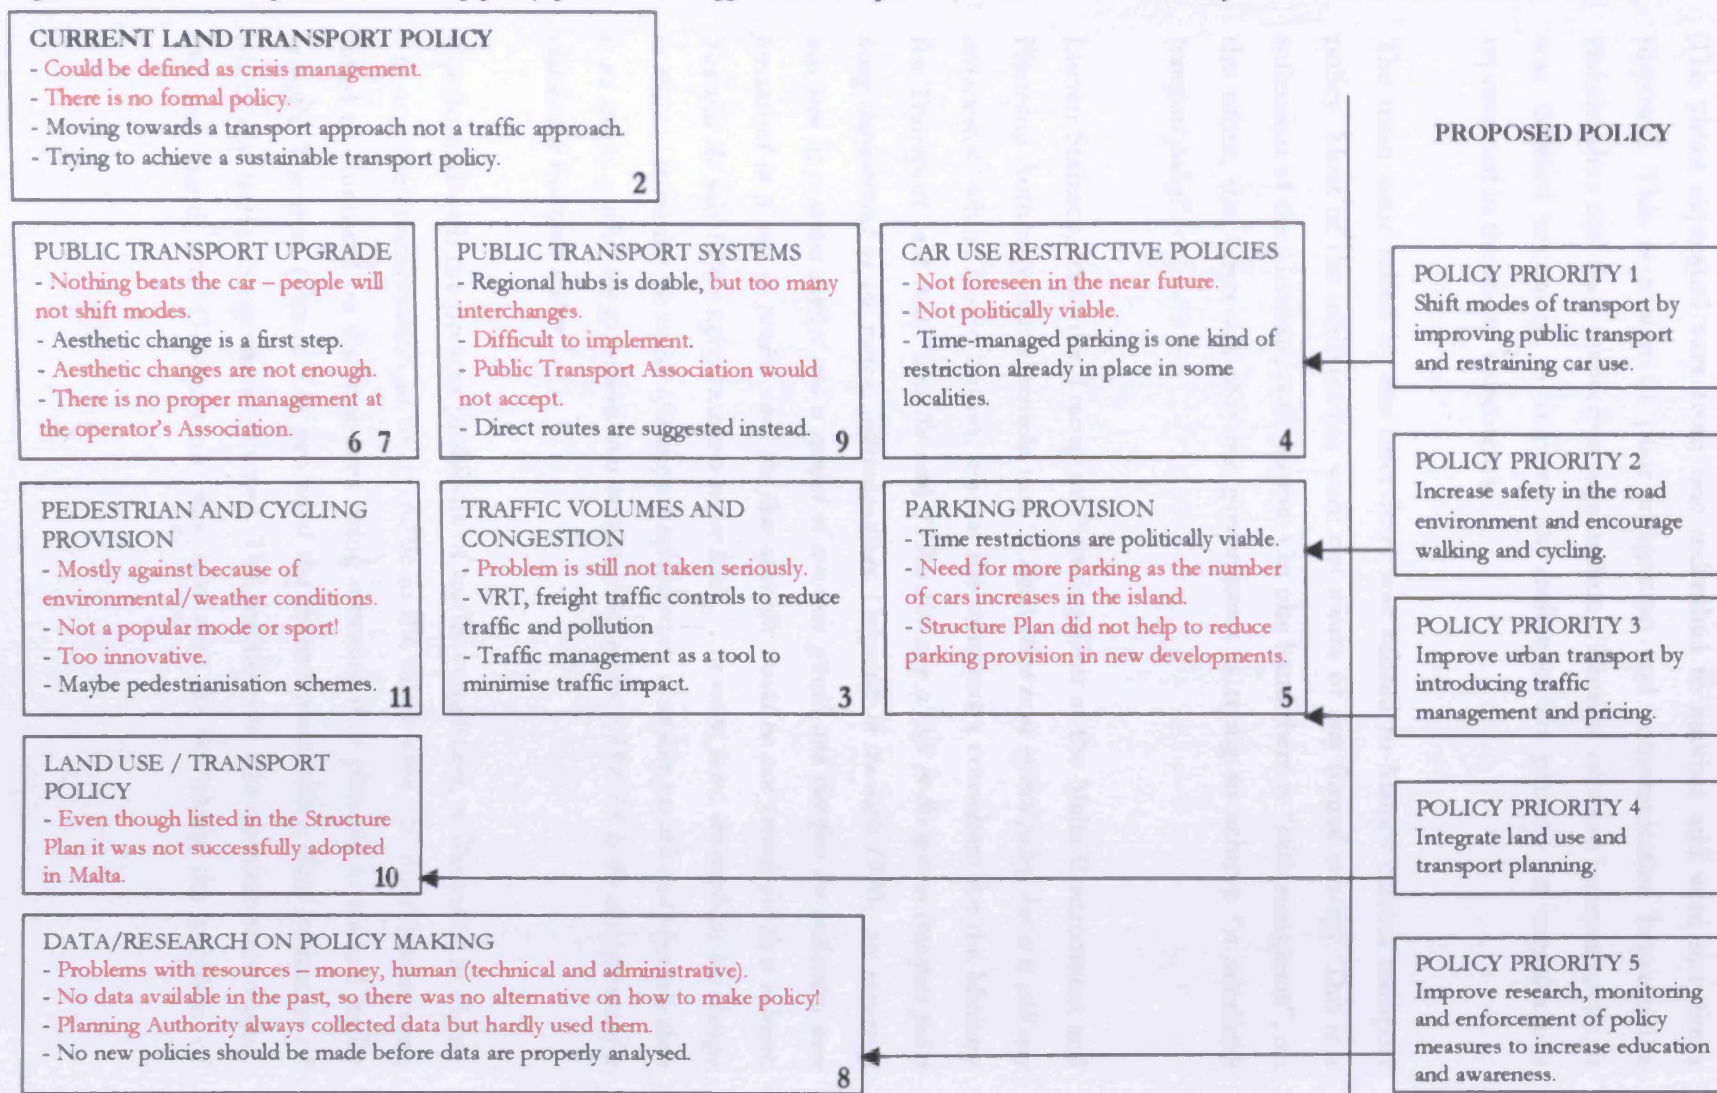 CURRENT LAND TRANSPORT POLICY
- Could be defined as crisis management.
- There is no formal policy.
- Moving towards a transport approach not a traffic approach.
- Trying to achieve a sustainable transport policy.
2
PROPOSED POLICY
PUBLIC TRANSPORT UPGRADE
- Nothing beats the car – people will
not shift modes.
- Aesthetic change is a first step.
- Aesthetic changes are not enough.
- There is no proper management at
the operator's Association.
6 7
PUBLIC TRANSPORT SYSTEMS
- Regional hubs is doable, but too many
interchanges.
- Difficult to implement.
- Public Transport Association would
not accept.
- Direct routes are suggested instead.
9
CAR USE RESTRICTIVE POLICIES
- Not foreseen in the near future.
- Not politically viable.
- Time-managed parking is one kind of
restriction already in place in some
localities.
4
POLICY PRIORITY 1
Shift modes of transport by
improving public transport
and restraining car use.
POLICY PRIORITY 2
Increase safety in the road
environment and encourage
walking and cycling.
PEDESTRIAN AND CYCLING
PROVISION
- Mostly against because of
environmental/weather conditions.
- Not a popular mode or sport!
- Too innovative.
- Maybe pedestrianisation schemes.
11
TRAFFIC VOLUMES AND
CONGESTION
- Problem is still not taken seriously.
- VRT, freight traffic controls to reduce
traffic and pollution
- Traffic management as a tool to
minimise traffic impact.
3
PARKING PROVISION
- Time restrictions are politically viable.
- Need for more parking as the number
of cars increases in the island.
- Structure Plan did not help to reduce
parking provision in new developments.
5
POLICY PRIORITY 3
Improve urban transport by
introducing traffic
management and pricing.
LAND USE / TRANSPORT
POLICY
- Even though listed in the Structure
Plan it was not successfully adopted
in Malta.
10
POLICY PRIORITY 4
Integrate land use and
transport planning.
DATA/RESEARCH ON POLICY MAKING
- Problems with resources – money, human (technical and administrative).
- No data available in the past, so there was no alternative on how to make policy!
- Planning Authority always collected data but hardly used them.
- No new policies should be made before data are properly analysed.
8
POLICY PRIORITY 5
Improve research, monitoring
and enforcement of policy
measures to increase education
and awareness.